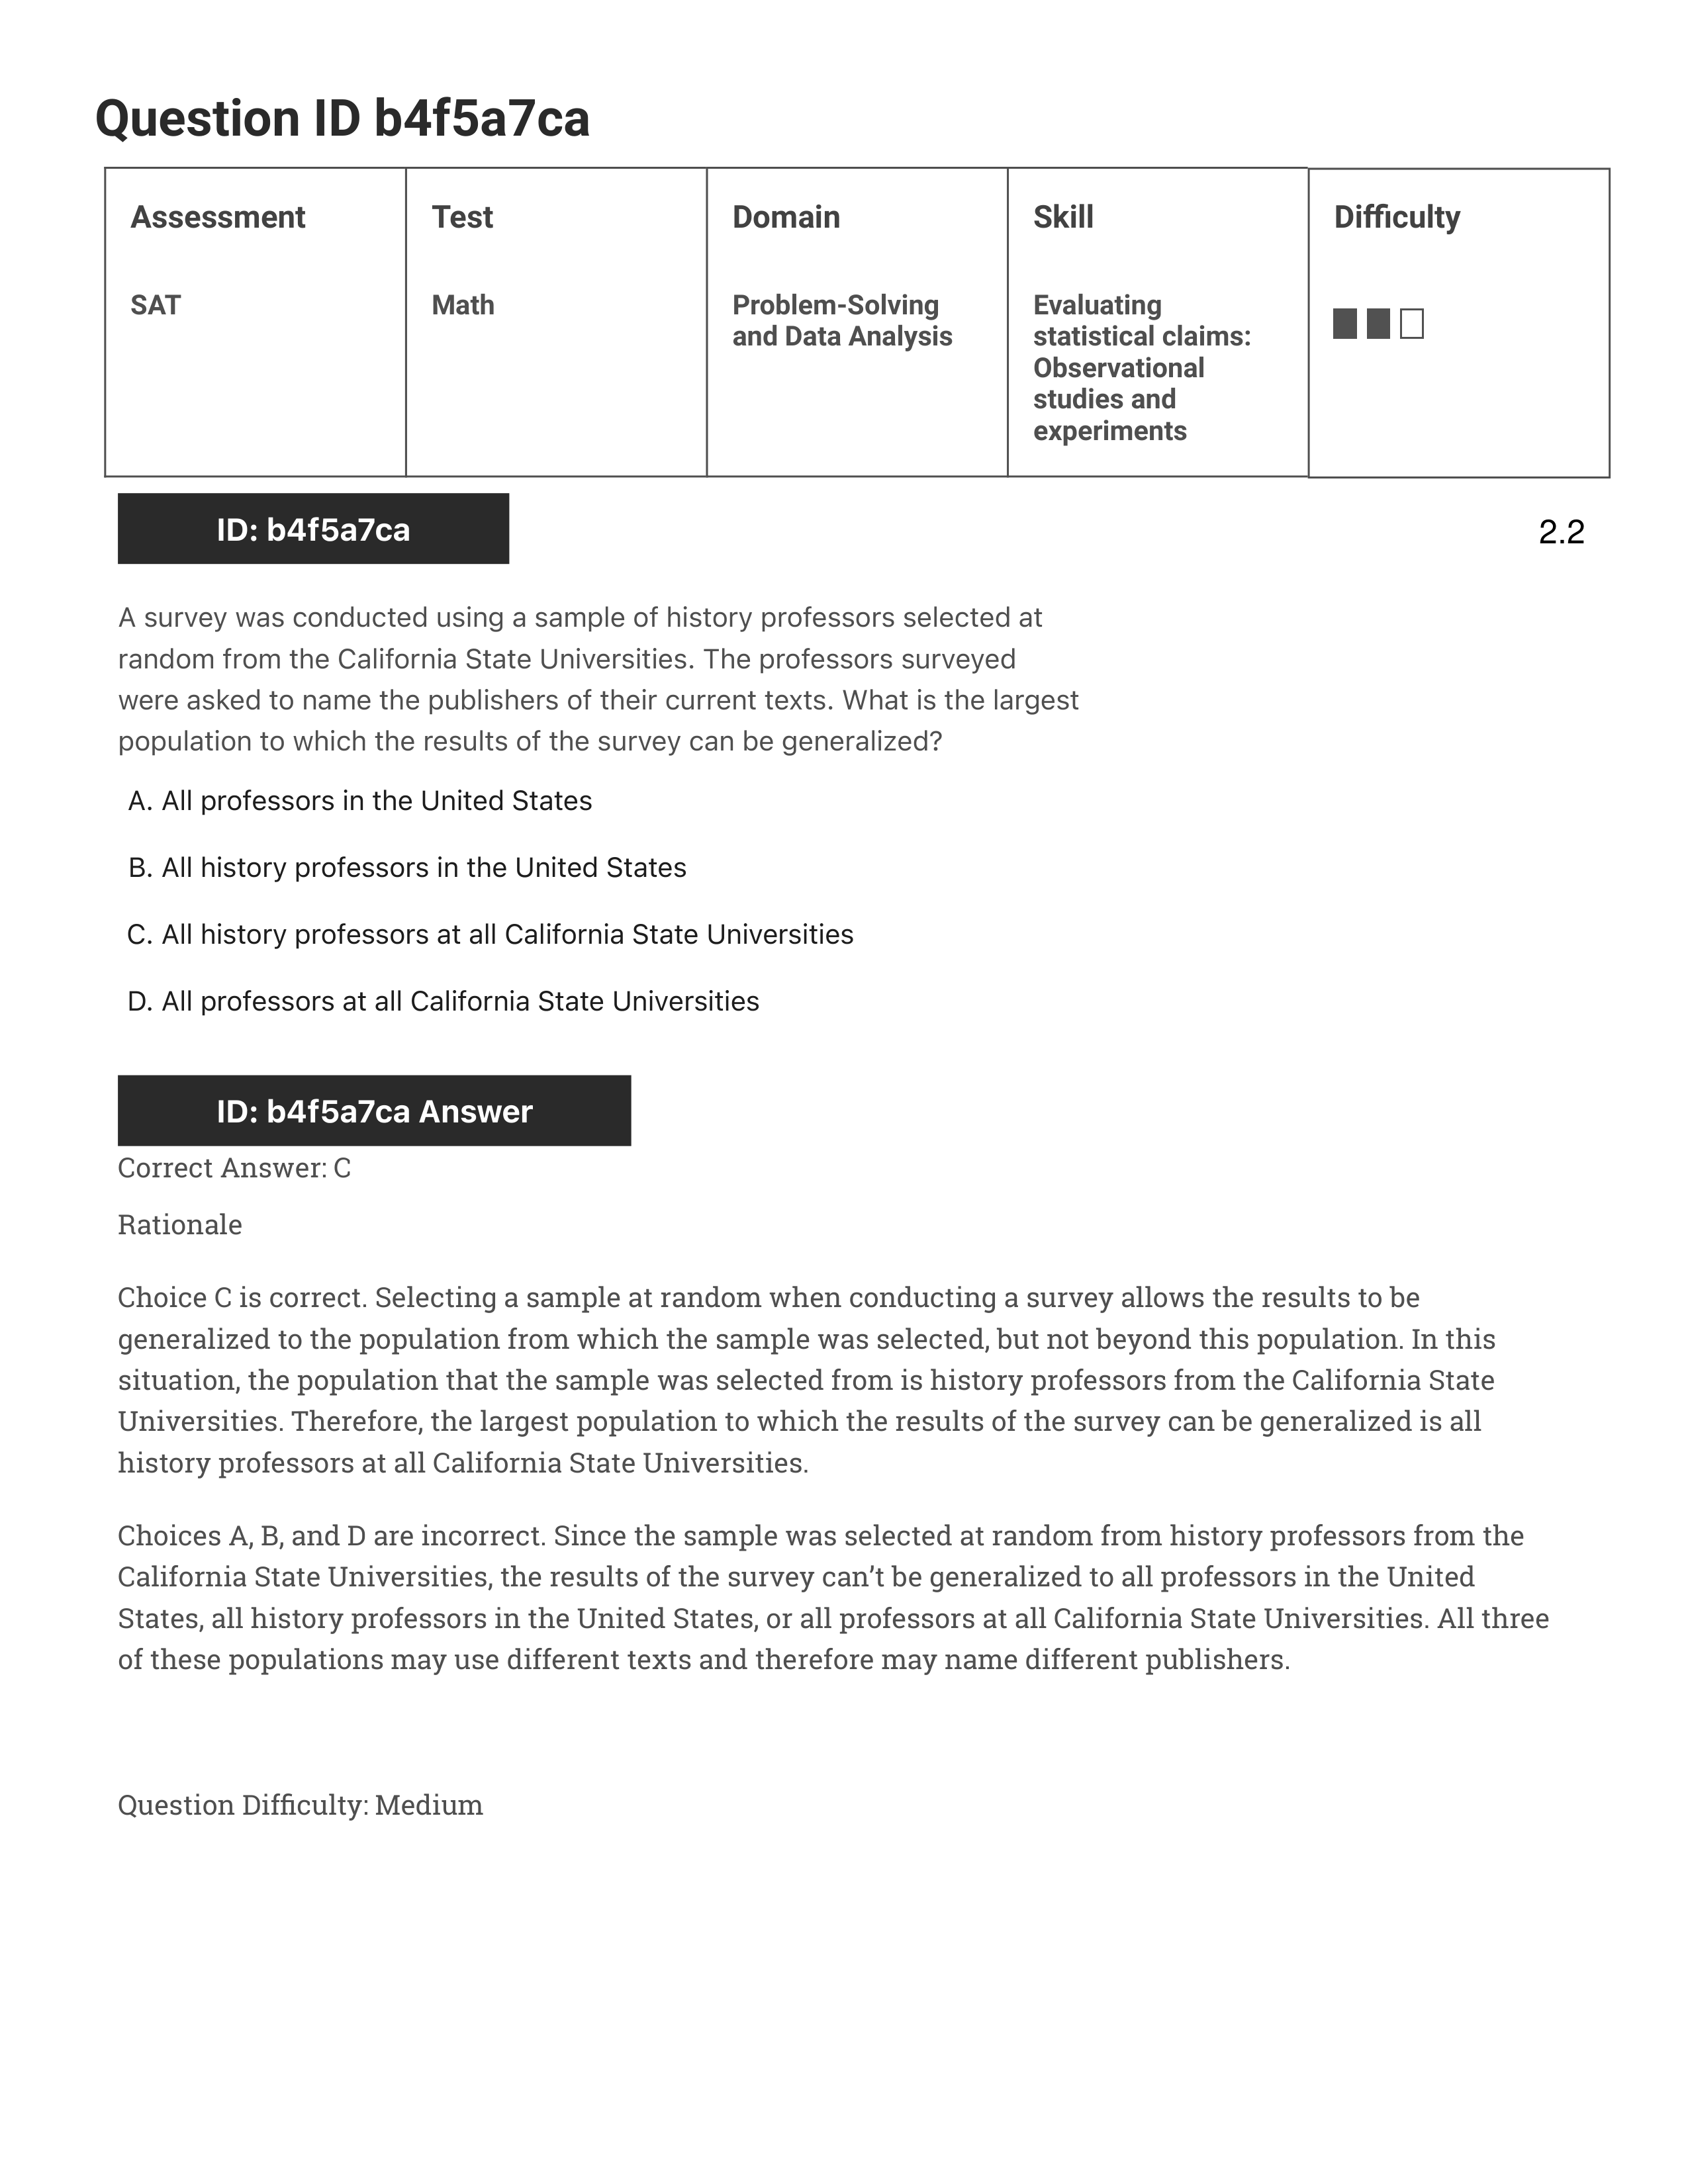 Question ID b4f5a7ca
Assessment
Test
Domain
Skill
Difficulty
SAT
Math
Problem-Solving
and Data Analysis
Evaluating
statistical claims:
Observational
studies and
experiments
ID: b4f5a7ca
2.2
A survey was conducted using a sample of history professors selected at
random from the California State Universities. The professors surveyed
were asked to name the publishers of their current texts. What is the largest
population to which the results of the survey can be generalized?
A. All professors in the United States
B. All history professors in the United States
C. All history professors at all California State Universities
D. All professors at all California State Universities
ID: b4f5a7ca Answer
Correct Answer: C
Rationale
Choice C is correct. Selecting a sample at random when conducting a survey allows the results to be
generalized to the population from which the sample was selected, but not beyond this population. In this
situation, the population that the sample was selected from is history professors from the California State
Universities. Therefore, the largest population to which the results of the survey can be generalized is all
history professors at all California State Universities.
Choices A, B, and D are incorrect. Since the sample was selected at random from history professors from the
California State Universities, the results of the survey can’t be generalized to all professors in the United
States, all history professors in the United States, or all professors at all California State Universities. All three
of these populations may use different texts and therefore may name different publishers.
Question Difficulty: Medium